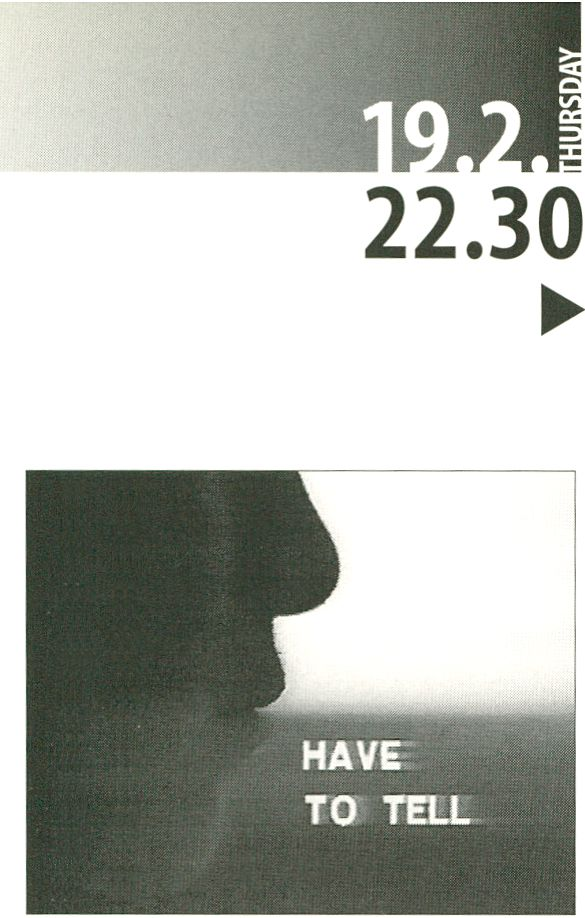 19.2.
THURSDAY
22.30
HAVE
TO TELL